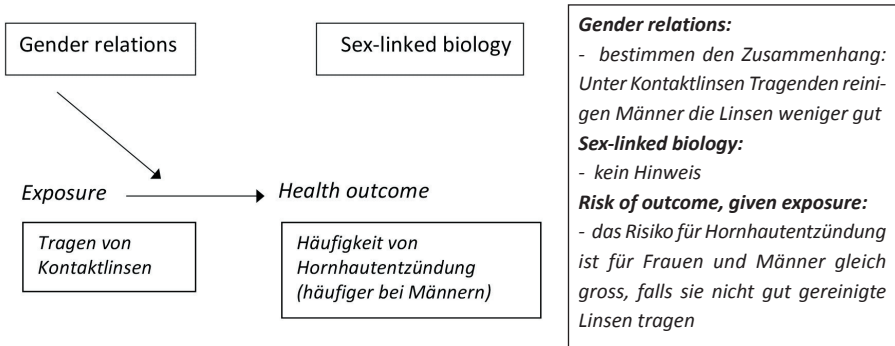 Gender relations
Sex-linked biology
Exposure
Health outcome
Tragen von
Kontaktlinsen
Häufigkeit von
Hornhautentzündung
(häufiger bei Männern)
Gender relations:
- bestimmen den Zusammenhang:
Unter Kontaktlinsen Tragenden reini-
gen Männer die Linsen weniger gut
Sex-linked biology:
- kein Hinweis
Risk of outcome, given exposure:
- das Risiko für Hornhautentzündung
ist für Frauen und Männer gleich
gross, falls sie nicht gut gereinigte
Linsen tragen